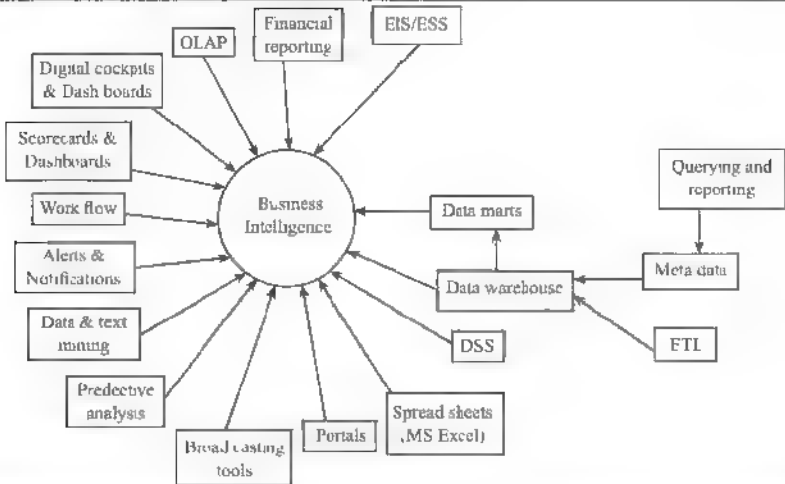 Financial
reporting
EIS/ESS
OLAP
Digital cockpits
& Dash boards
Scorecards &
Dashboards
Work flow
Alerts &
Notifications
Data & text
mining
Predective
analysis
Broad casting
tools
Portals
Spread sheets
(MS Excel)
DSS
Business
Intelligence
Data marts
Data warehouse
Querying and
reporting
Meta data
ETL